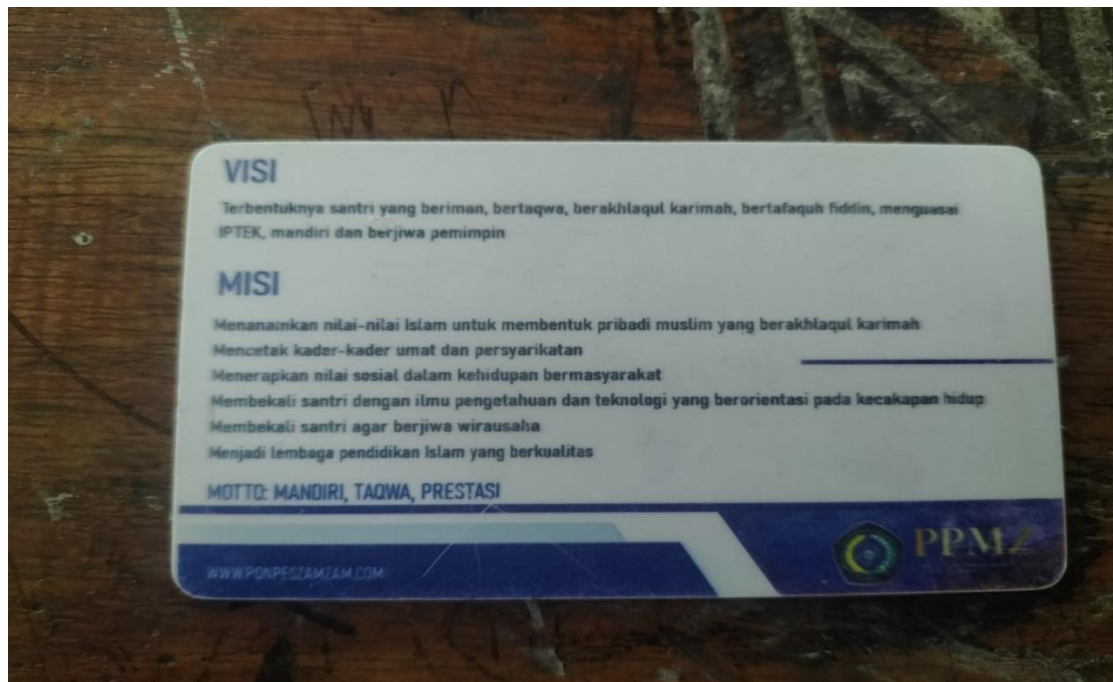 VISI
Terbentuknya santri yang beriman, bertaqwa, berakhlaqul karimah, bertafaquh fiddin, menguasai
IPTEK, mandiri dan berjiwa pemimpin
MISI
Menanamkan nilai-nilai Islam untuk membentuk pribadi muslim yang berakhlaqul karimah
Mencetak kader-kader umat dan persyarikatan
Menerapkan nilai sosial dalam kehidupan bermasyarakat
Membekali santri dengan ilmu pengetahuan dan teknologi yang berorientasi pada kecakapan hidup
Membekali santri agar berjiwa wirausaha
Menjadi lembaga pendidikan Islam yang berkualitas
MOTTO: MANDIRI, TAQWA, PRESTASI
WWW.PONPESZAMZAM.COM
PPMZ